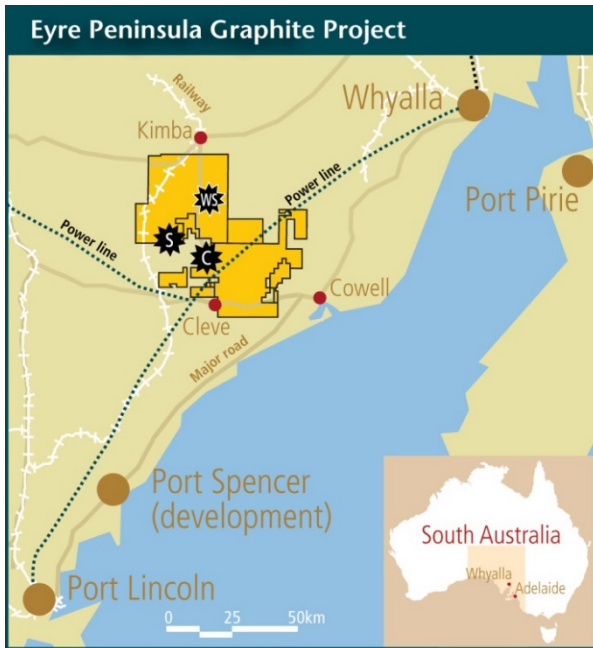 Eyre Peninsula Graphite Project
Railway
Whyalla
Kimba
Port Pirie
Power line
WS
Power line
S
C
Cowell
Cleve
Major road
Port Spencer
(development)
South Australia
Whyalla
Adelaide
Port Lincoln
0 25 50km